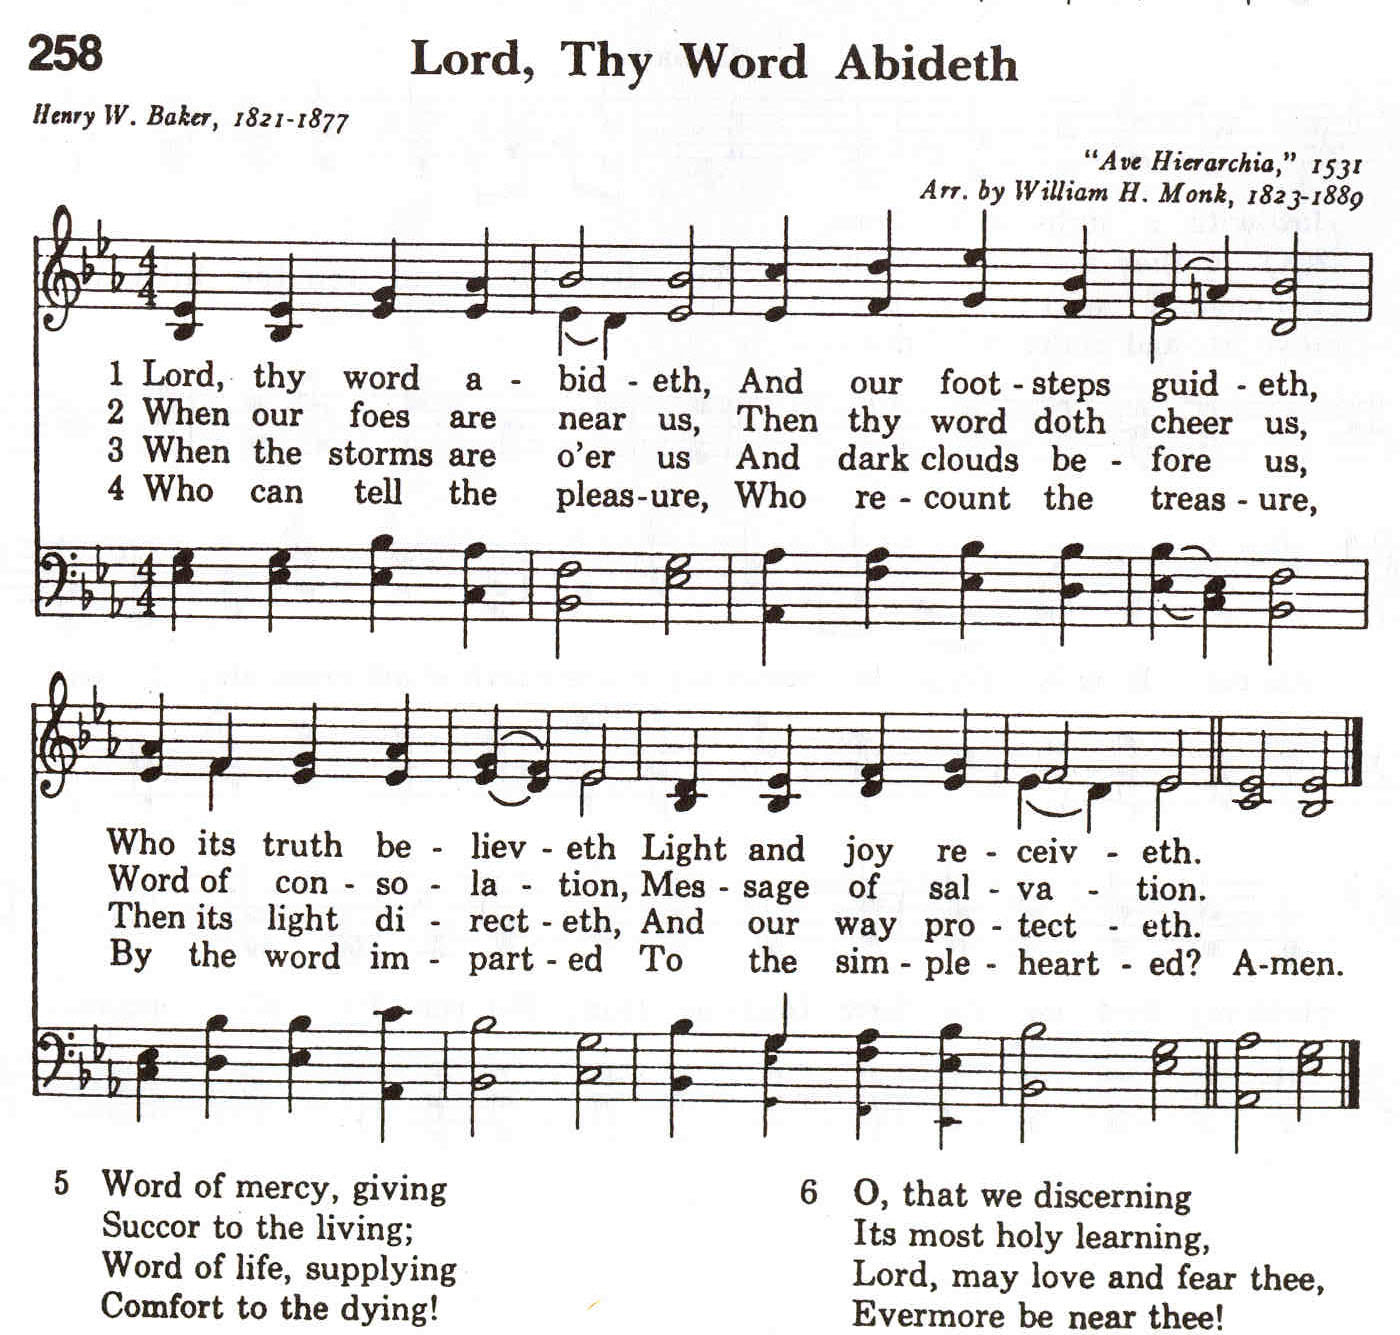 258
Lord, Thy Word Abideth
Henry W. Baker, 1821-1877
"Ave Hierarchia," 1531
Arr. by William H. Monk, 1823-1889
4
4
1 Lord, thy word a - bid - eth, And our foot - steps guid - eth,
2 When our foes are near us, Then thy word doth cheer us,
3 When the storms are o'er us And dark clouds be - fore us,
4 Who can tell the pleas-ure, Who re - count the treas - ure,
4
4
Who its truth be - liev - eth Light and joy re - ceiv - eth.
Word of con - so - la - tion, Mes - sage of sal - va - tion.
Then its light di - rect - eth, And our way pro - tect - eth.
By the word im - part - ed To the sim - ple - heart - ed? A-men.
5 Word of mercy, giving
Succor to the living;
Word of life, supplying
Comfort to the dying!
6 O, that we discerning
Its most holy learning,
Lord, may love and fear thee,
Evermore be near thee!